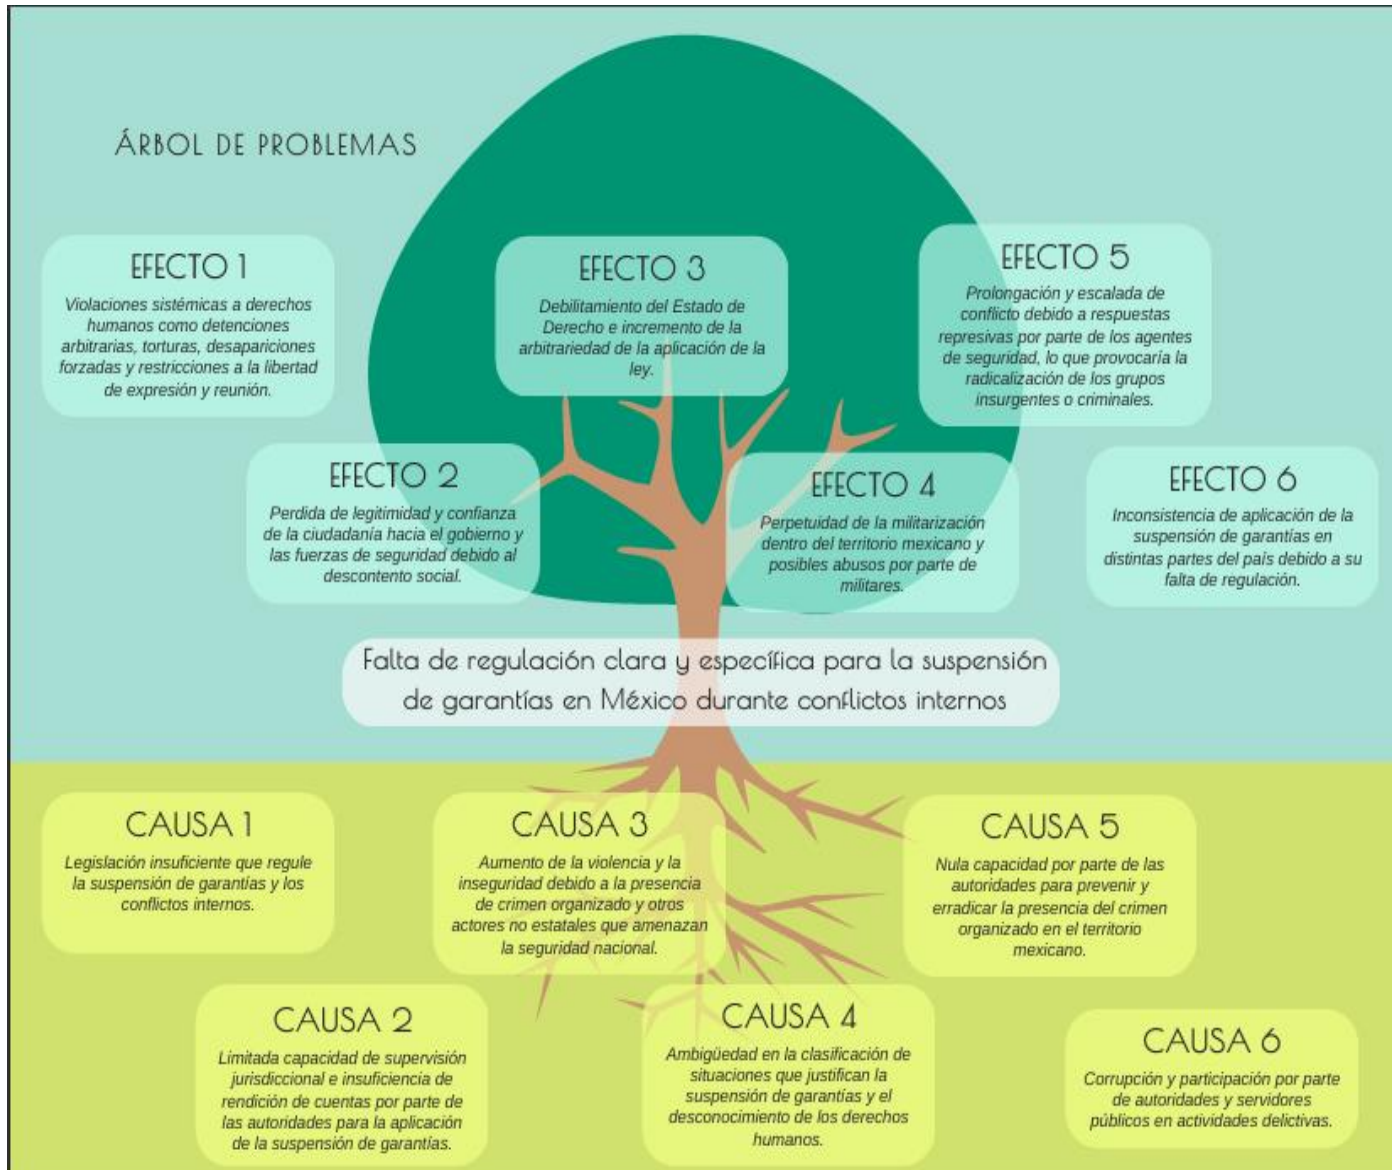 ÁRBOL DE PROBLEMAS
EFECTO 1
Violaciones sistémicas a derechos
humanos como detenciones
arbitrarias, torturas, desapariciones
forzadas y restricciones a la libertad
de expresión y reunión.
EFECTO 3
Debilitamiento del Estado de
Derecho e incremento de la
arbitrariedad de la aplicación de la
ley.
EFECTO 5
Prolongación y escalada de
conflicto debido a respuestas
represivas por parte de los agentes
de seguridad, lo que provocaría la
radicalización de los grupos
insurgentes o criminales.
EFECTO 2
Perdida de legitimidad y confianza
de la ciudadanía hacia el gobierno y
las fuerzas de seguridad debido al
descontento social.
EFECTO 4
Perpetuidad de la militarización
dentro del territorio mexicano y
posibles abusos por parte de
militares.
EFECTO 6
Inconsistencia de aplicación de la
suspensión de garantías en
distintas partes del país debido a su
falta de regulación.
Falta de regulación clara y específica para la suspensión
de garantías en México durante conflictos internos
CAUSA 1
Legislación insuficiente que regule
la suspensión de garantías y los
conflictos internos.
CAUSA 3
Aumento de la violencia y la
inseguridad debido a la presencia
de crimen organizado y otros
actores no estatales que amenazan
la seguridad nacional.
CAUSA 5
Nula capacidad por parte de las
autoridades para prevenir y
erradicar la presencia del crimen
organizado en el territorio
mexicano.
CAUSA 2
Limitada capacidad de supervisión
jurisdiccional e insuficiencia de
rendición de cuentas por parte de
las autoridades para la aplicación
de la suspensión de garantías.
CAUSA 4
Ambigüedad en la clasificación de
situaciones que justifican la
suspensión de garantías y el
desconocimiento de los derechos
humanos.
CAUSA 6
Corrupción y participación por parte
de autoridades y servidores
públicos en actividades delictivas.